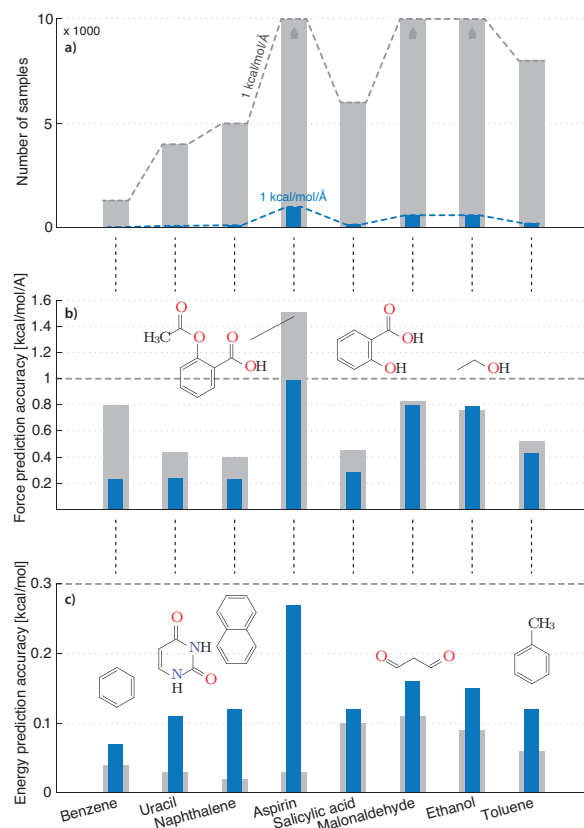 x 1000
a)
Number of samples
10
5
0
1 kcal/mol/Å
1 kcal/mol/Å
b)
Force prediction accuracy [kcal/mol/A]
1.6
1.4
1.2
1
0.8
0.6
0.4
0.2
O
H₃C
O
O
OH
O
OH
OH
OH
c)
Energy prediction accuracy [kcal/mol]
0.3
0.2
0.1
0
O
NH
N
H
O
O
O
CH₃
Benzene
Uracil
Naphthalene
Aspirin
Salicylic acid
Malonaldehyde
Ethanol
Toluene